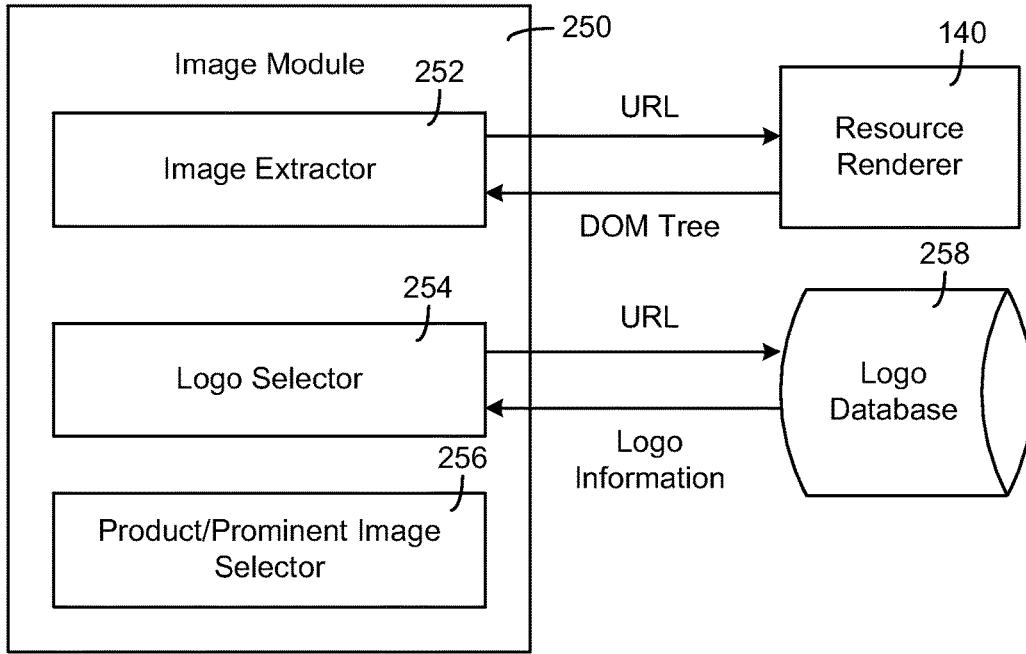 250
140
Image Module
252
URL
Resource
Renderer
Image Extractor
DOM Tree
258
254
URL
Logo Selector
Logo
Database
Logo
Information
256
Product/Prominent Image
Selector